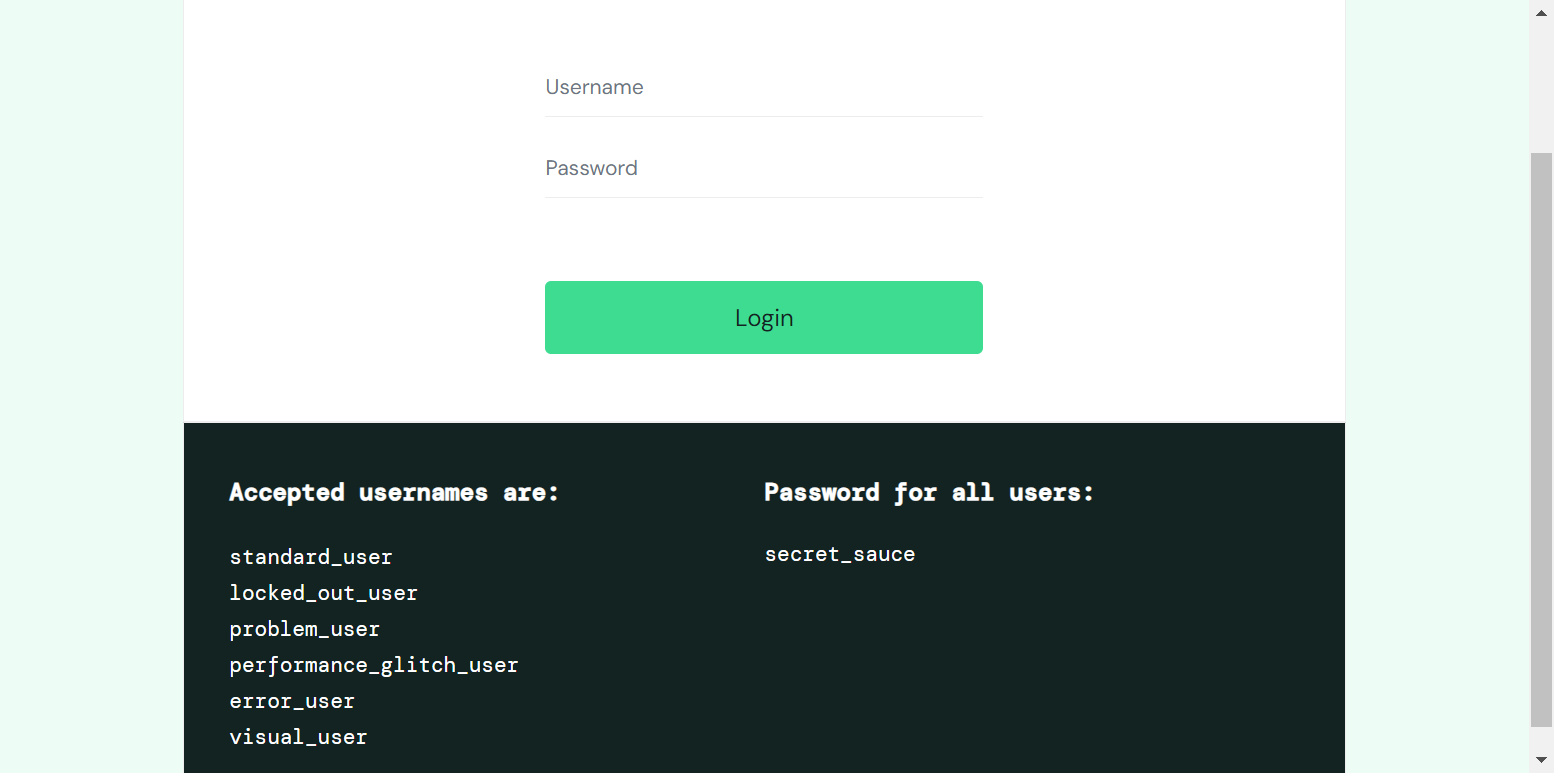 Username
Password
Login
Accepted usernames are:
standard_user
locked_out_user
problem_user
performance_glitch_user
error_user
visual_user
Password for all users:
secret_sauce